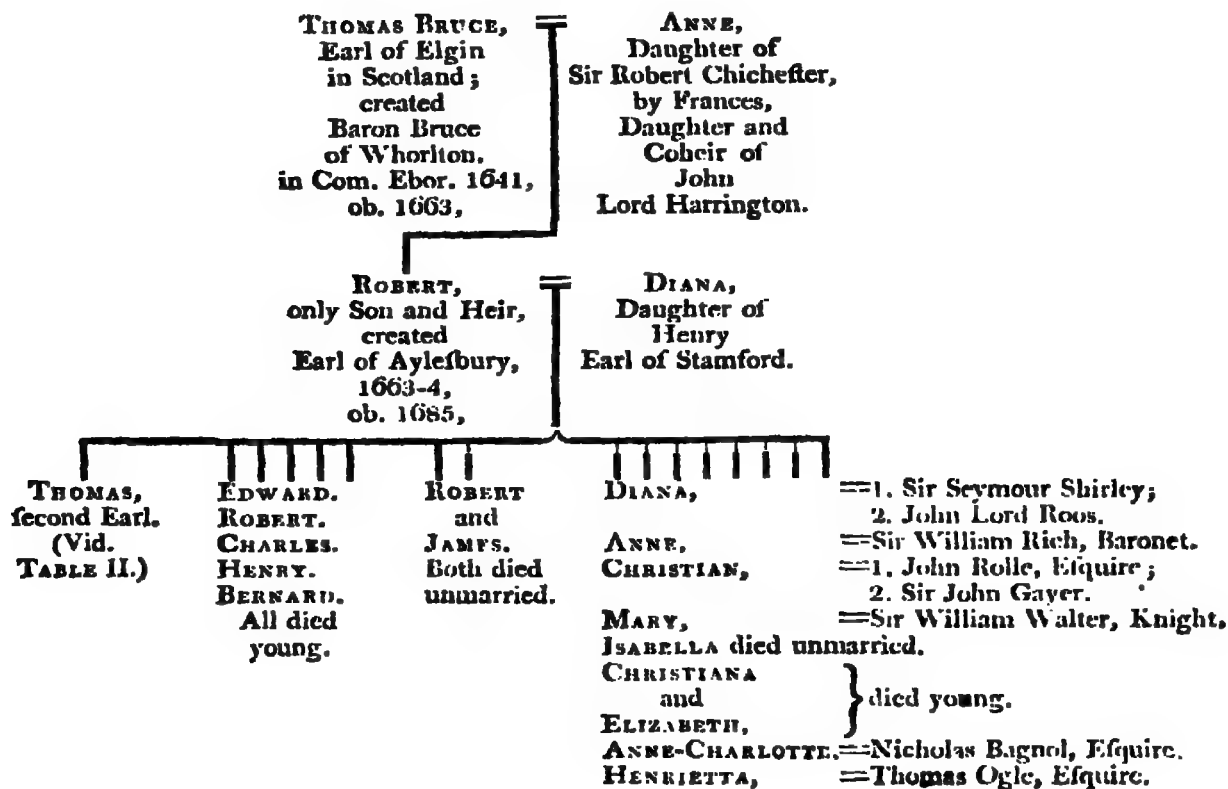 THOMAS BRUCE,
Earl of Elgin
in Scotland;
created
Baron Bruce
of Whorlton.
in Com. Ebor. 1641,
ob. 1663,
ANNE,
Daughter of
Sir Robert Chicheſter,
by Frances,
Daughter and
Coheir of
John
Lord Harrington.
ROBERT,
only Son and Heir,
created
Earl of Ayleſbury,
1663-4,
ob. 1685,
DIANA,
Daughter of
Henry
Earl of Stamford.
THOMAS,
ſecond Earl.
(Vid.
TABLE II.)
EDWARD.
ROBERT.
CHARLES.
HENRY.
BERNARD.
All died
young.
ROBERT
and
JAMES.
Both died
unmarried.
DIANA, =1. Sir Seymour Shirley;
2. John Lord Roos.
ANNE, =Sir William Rich, Baronet.
CHRISTIAN, =1. John Rolle, Eſquire;
2. Sir John Gayer.
MARY, =Sir William Walter, Knight.
ISABELLA died unmarried.
CHRISTIANA
and
ELIZABETH,
} died young.
ANNE-CHARLOTTE.=Nicholas Bagnol, Eſquire.
HENRIETTA, =Thomas Ogle, Eſquire.